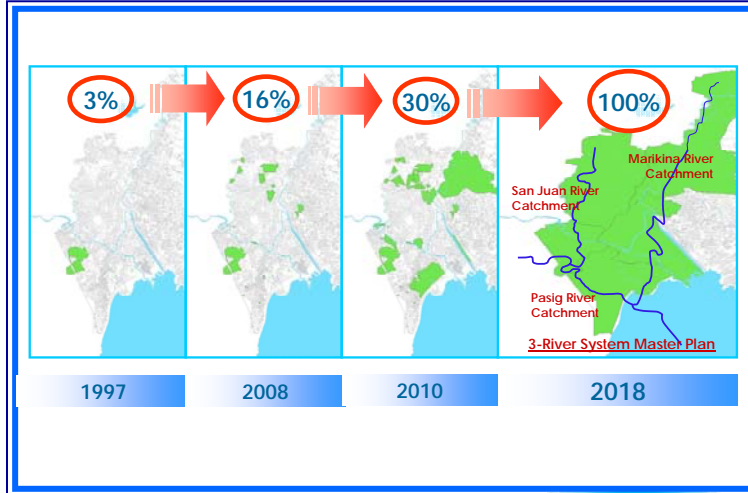 3%
16%
30%
100%
Marikina River
Catchment
San Juan River
Catchment
Pasig River
Catchment
3-River System Master Plan
1997
2008
2010
2018